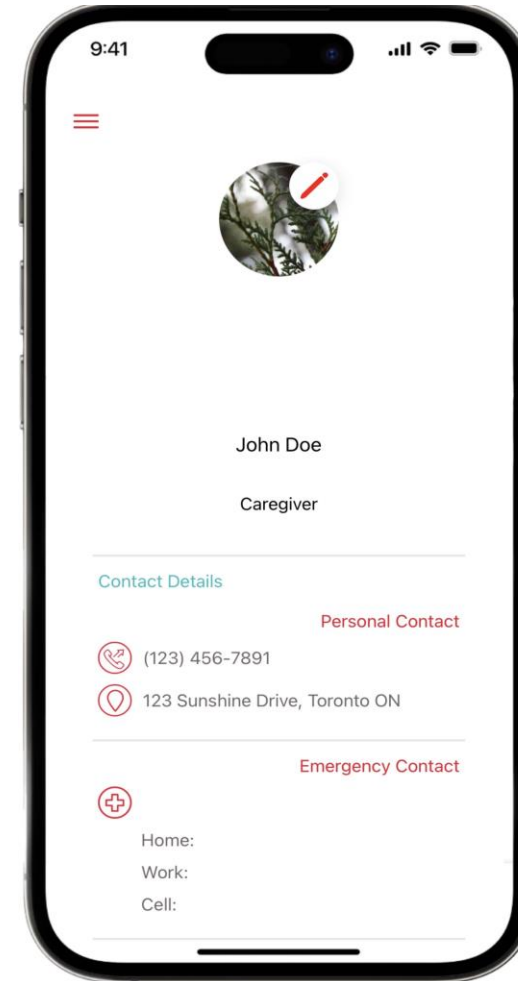 9:41
John Doe
Caregiver
Contact Details
Personal Contact
(123) 456-7891
123 Sunshine Drive, Toronto ON
Emergency Contact
Home:
Work:
Cell: